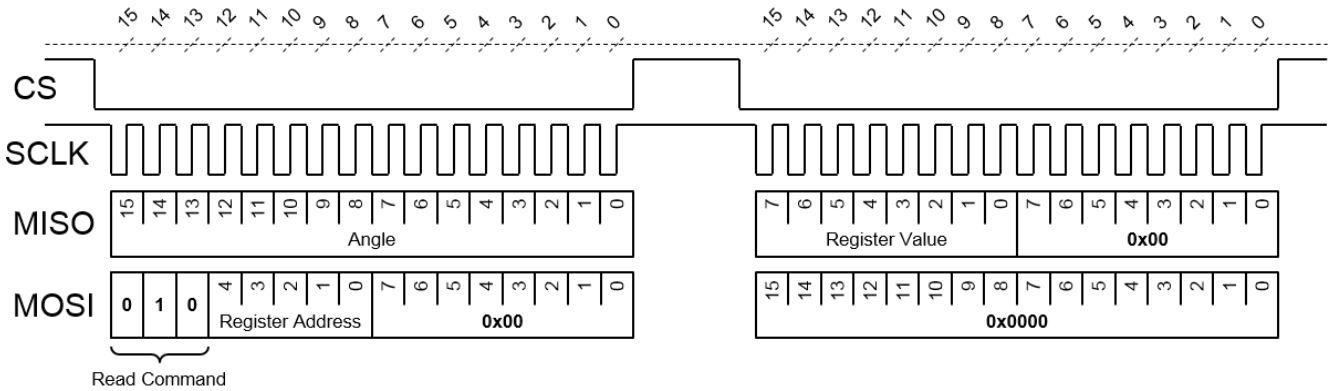 15 14 13 12 11 10 9 8 7 6 5 4 3 2 1 0 15 14 13 12 11 10 9 8 7 6 5 4 3 2 1 0
CS
SCLK
MISO 15 14 13 12 11 10 9 8 7 6 5 4 3 2 1 0 7 6 5 4 3 2 1 0 7 6 5 4 3 2 1 0
Angle Register Value 0x00
MOSI 0 1 0 4 3 2 1 0 7 6 5 4 3 2 1 0 15 14 13 12 11 10 9 8 7 6 5 4 3 2 1 0
Register Address 0x00 0x0000
Read Command